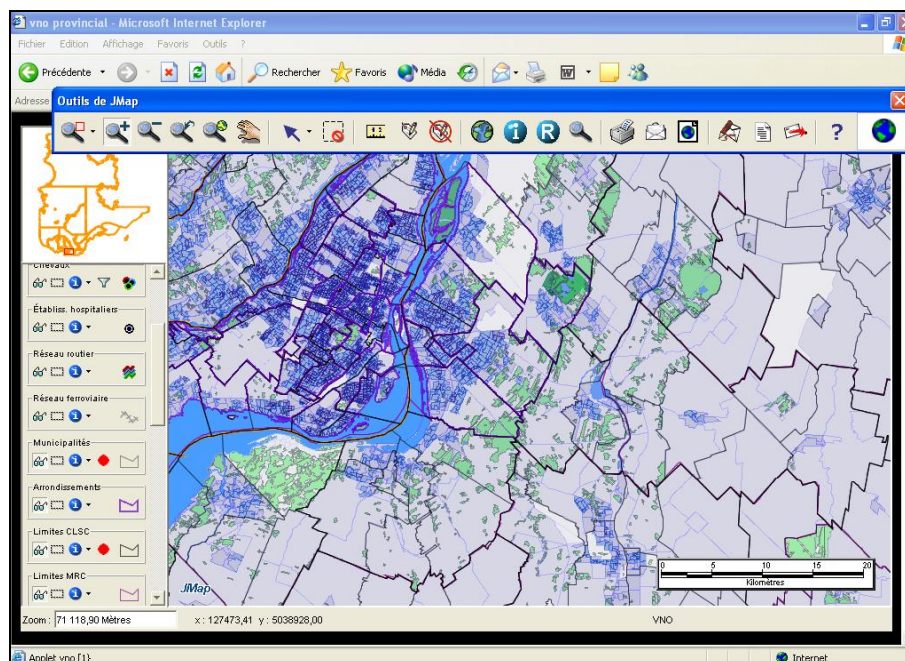 vno provincial - Microsoft Internet Explorer
Fichier Edition Affichage Favoris Outils ?
Précédente Rechercher Favoris Média
Adresse
Outils de JMap
Chevaux
Établiss. hospitaliers
Réseau routier
Réseau ferroviaire
Municipalités
Arrondissements
Limites CLSC
Limites MRC
JMap
0 5 10 15 20
Kilomètres
Zoom : 71 118,90 Mètres x : 127473,41 y : 5038928,00 VNO
Applet vno [1] Internet